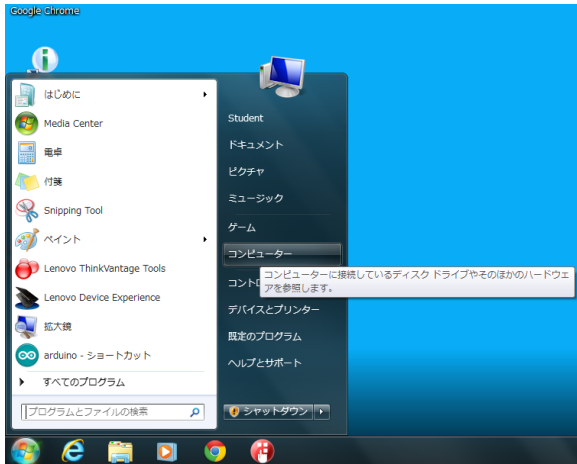 Google Chrome
はじめに
Media Center
電卓
付箋
Snipping Tool
ペイント
Lenovo ThinkVantage Tools
Lenovo Device Experience
拡大鏡
arduino - ショートカット
すべてのプログラム
プログラムとファイルの検索
Student
ドキュメント
ピクチャ
ミュージック
ゲーム
コンピューター
コンピューターに接続しているディスク ドライブやそのほかのハードウェ
アを参照します。
コントロ
デバイスとプリンター
既定のプログラム
ヘルプとサポート
シャットダウン